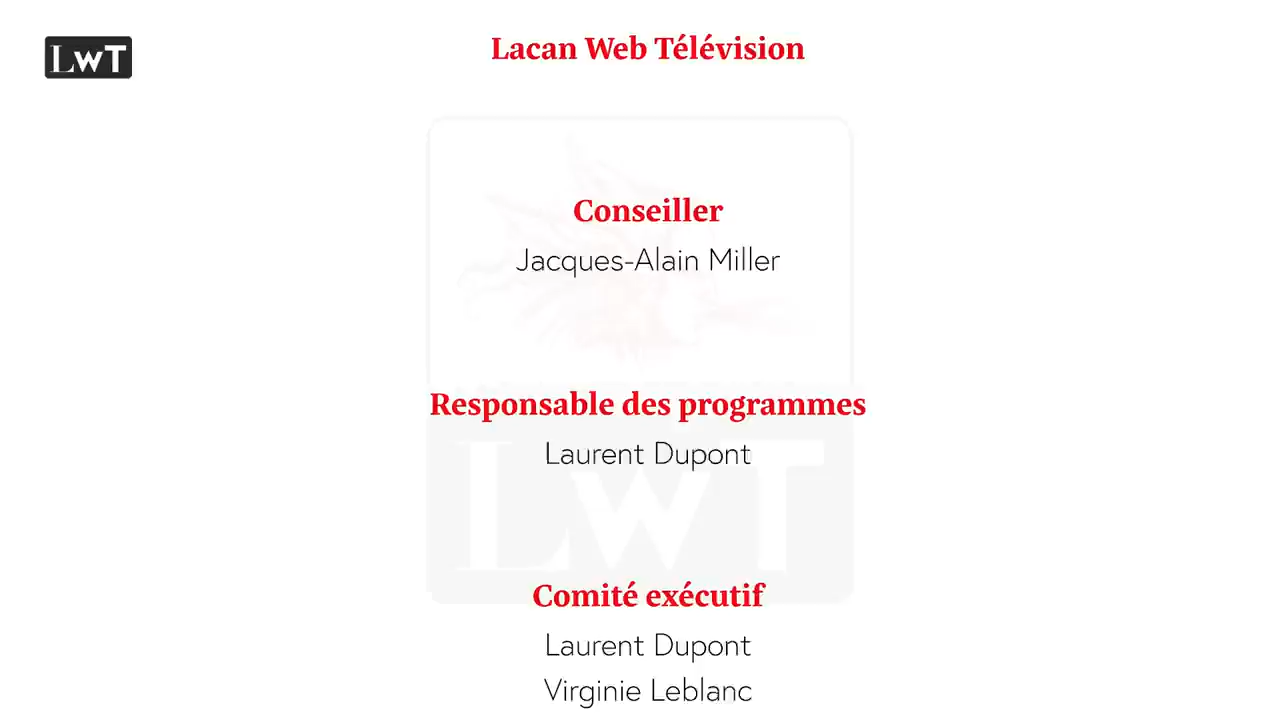 LwT
Lacan Web Télévision
Conseiller
Jacques-Alain Miller
Responsable des programmes
Laurent Dupont
LwT
Comité exécutif
Laurent Dupont
Virginie Leblanc